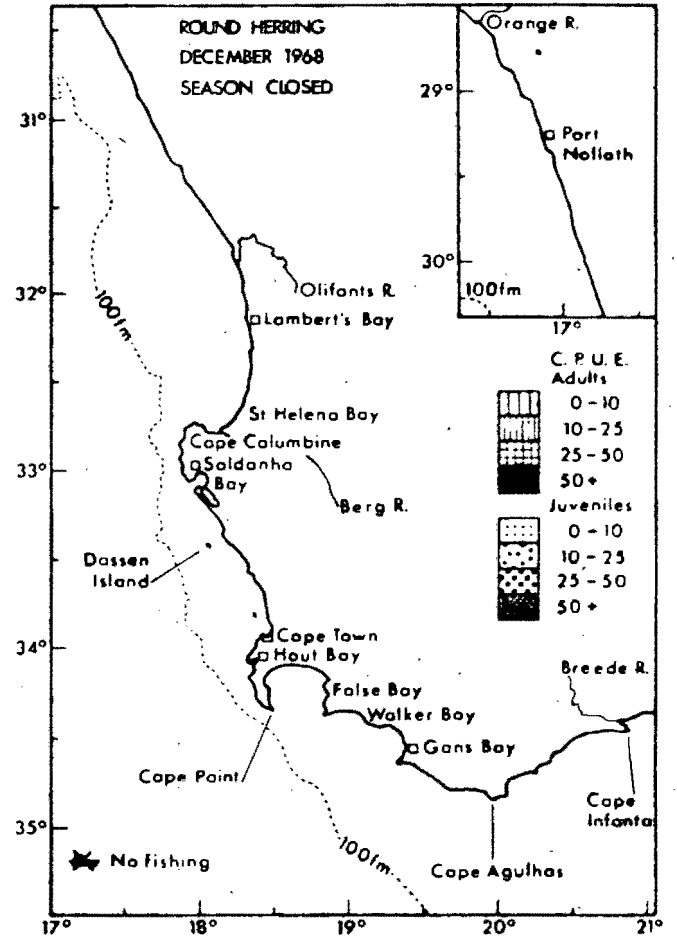 ROUND HERRING
DECEMBER 1968
SEASON CLOSED
Orange R.
29°
Port
Nolloth
30°
100fm
17°
31°
32°
33°
34°
35°
100fm
Olifants R.
Lambert's Bay
St Helena Bay
Cape Columbine
Saldanha
Bay
Berg R.
Dassen
Island
Cape Town
Hout Bay
False Bay
Walker Bay
Gans Bay
Breede R.
Cape Point
Cape
Infanta
Cape Agulhas
100fm
No Fishing
C. P. U. E.
Adults
0-10
10-25
25-50
50+
Juveniles
0-10
10-25
25-50
50+
17°
18°
19°
20°
21°